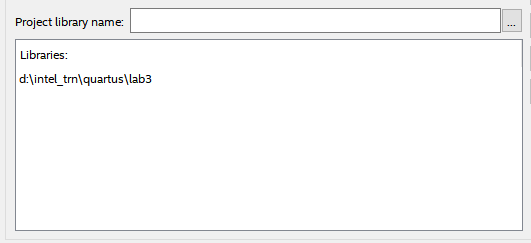 Project library name:
...
Libraries:
d:\intel_trn\quartus\lab3